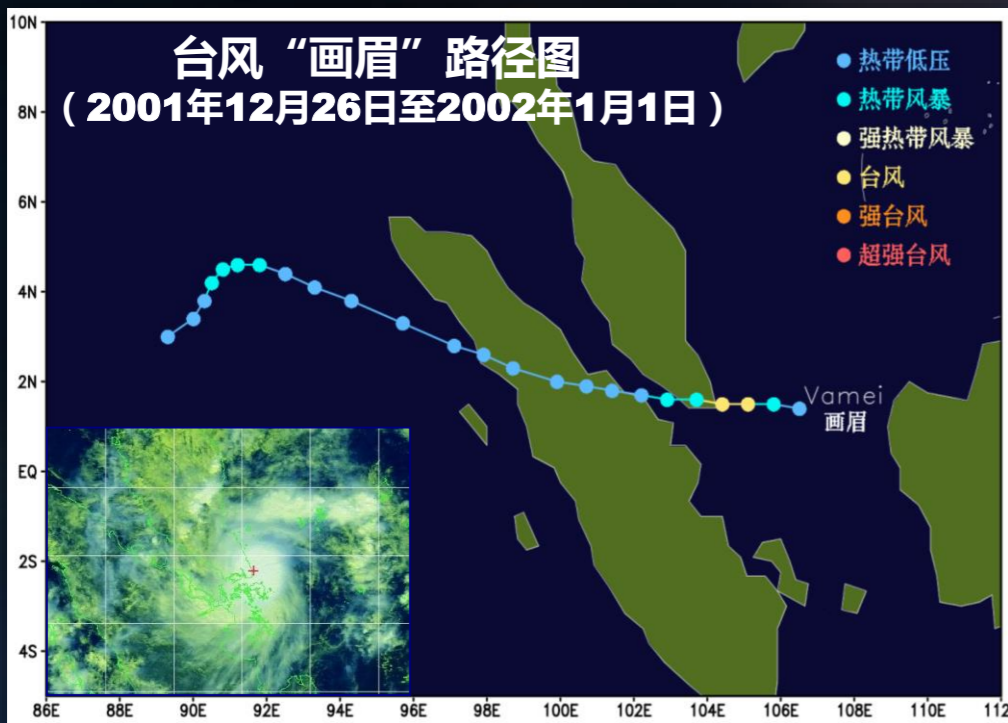 台风“画眉”路径图
（2001年12月26日至2002年1月1日）
热带低压
热带风暴
强热带风暴
台风
强台风
超强台风
Vamei
画眉
10N
8N
6N
4N
2N
EQ
2S
4S
86E 88E 90E 92E 94E 96E 98E 100E 102E 104E 106E 108E 110E 112